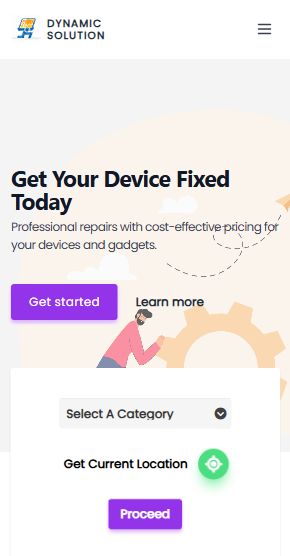 DYNAMIC
SOLUTION
Get Your Device Fixed
Today
Professional repairs with cost-effective pricing for
your devices and gadgets.
Get started
Learn more
Select A Category
Get Current Location
Proceed